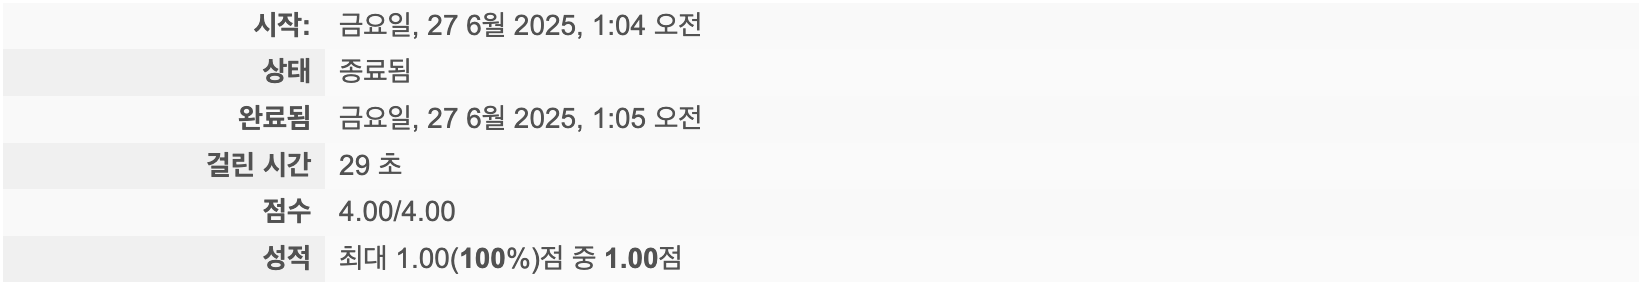 시작: 금요일, 27 6월 2025, 1:04 오전
상태 종료됨
완료됨 금요일, 27 6월 2025, 1:05 오전
걸린 시간 29 초
점수 4.00/4.00
성적 최대 1.00(100%)점 중 1.00점